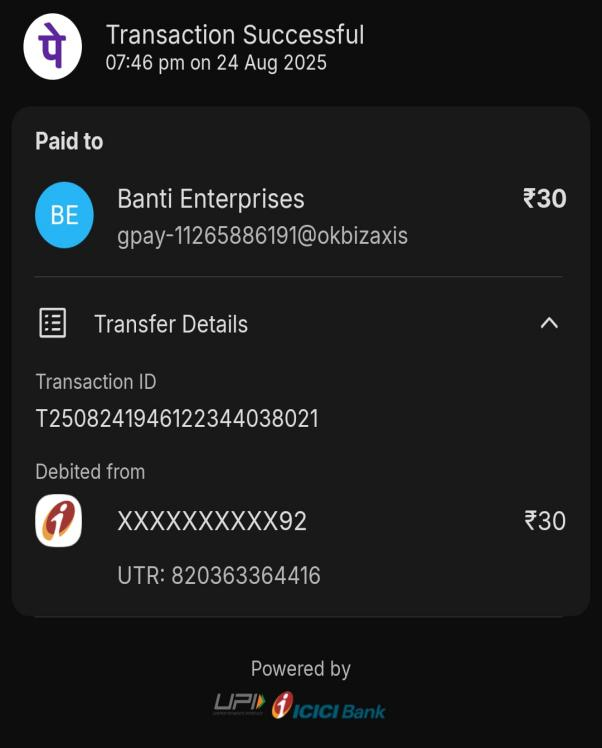 पे
Transaction Successful
07:46 pm on 24 Aug 2025
Paid to
BE
Banti Enterprises
₹30
gpay-11265886191@okbizaxis
Transfer Details
Transaction ID
T2508241946122344038021
Debited from
XXXXXXXXXX92
₹30
UTR: 820363364416
Powered by
UPI ICICI Bank